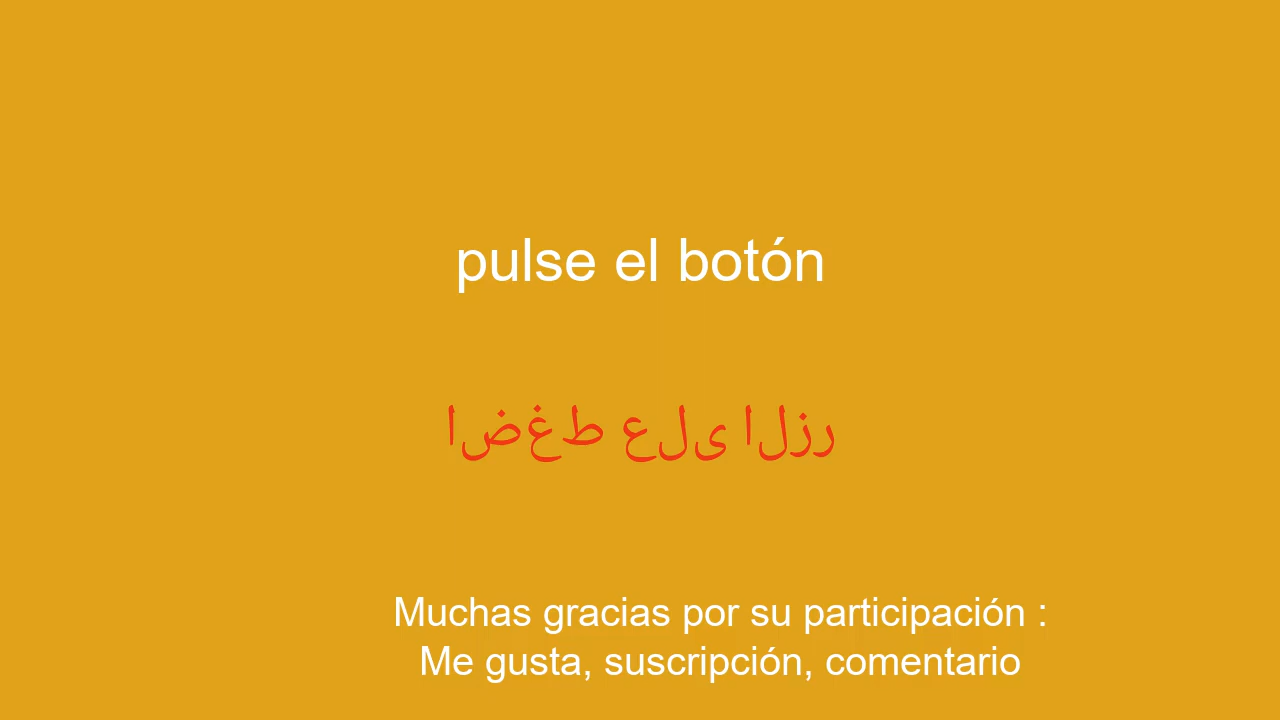 pulse el botón
اضغط على الزر
Muchas gracias por su participación :
Me gusta, suscripción, comentario